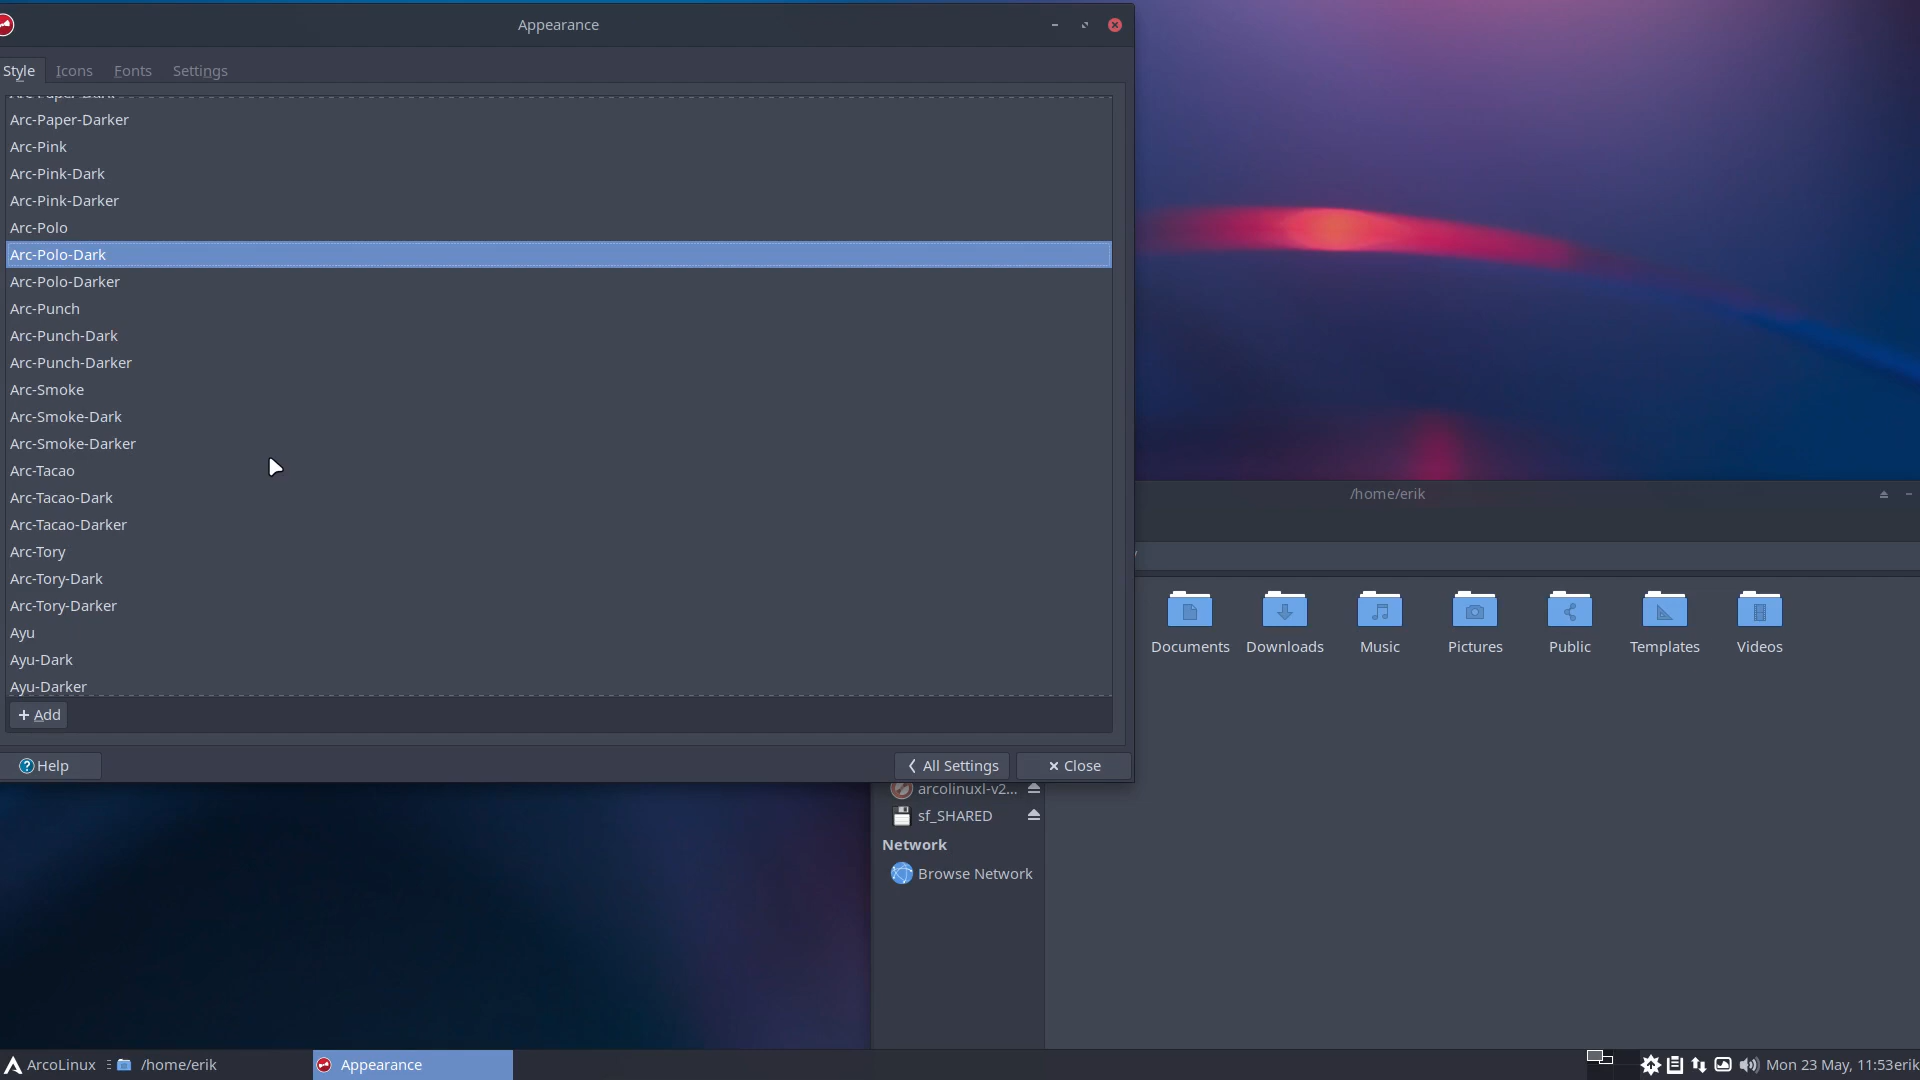 Appearance
Style Icons Fonts Settings
Arc-Paper-Dark
Arc-Paper-Darker
Arc-Pink
Arc-Pink-Dark
Arc-Pink-Darker
Arc-Polo
Arc-Polo-Dark
Arc-Polo-Darker
Arc-Punch
Arc-Punch-Dark
Arc-Punch-Darker
Arc-Smoke
Arc-Smoke-Dark
Arc-Smoke-Darker
Arc-Tacao
Arc-Tacao-Dark
Arc-Tacao-Darker
Arc-Tory
Arc-Tory-Dark
Arc-Tory-Darker
Ayu
Ayu-Dark
Ayu-Darker
+ Add
Help
All Settings
Close
/home/erik
Documents Downloads Music Pictures Public Templates Videos
arcolinuxl-v2...
sf_SHARED
Network
Browse Network
ArcoLinux /home/erik Appearance Mon 23 May, 11:53 erik